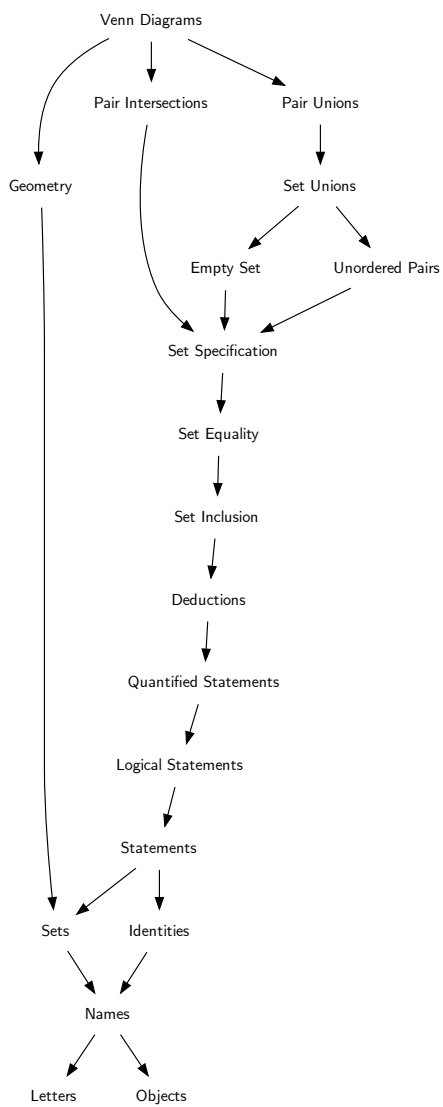 Venn Diagrams
Pair Intersections
Pair Unions
Geometry
Set Unions
Empty Set
Unordered Pairs
Set Specification
Set Equality
Set Inclusion
Deductions
Quantified Statements
Logical Statements
Statements
Sets
Identities
Names
Letters
Objects